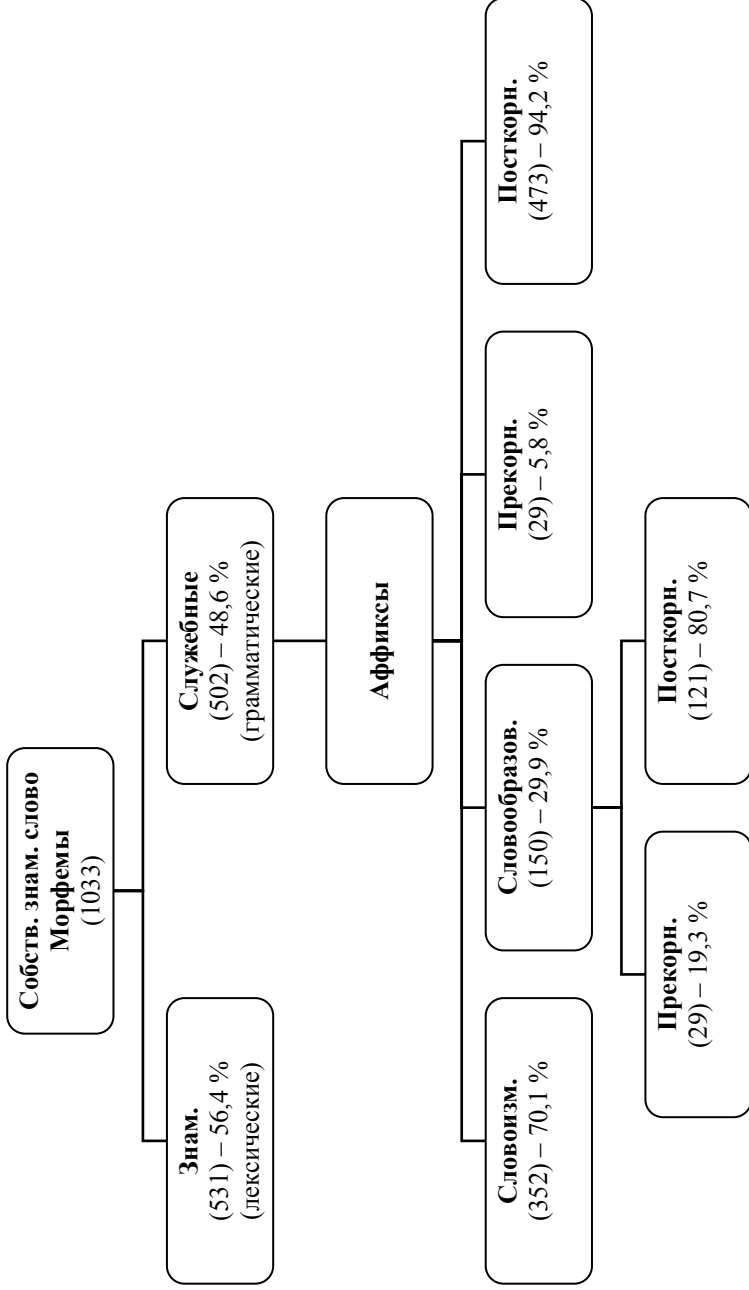 Собств. знам. слово
Морфемы
(1033)
Знам.
(531) – 56,4 %
(лексические)
Служебные
(502) – 48,6 %
(грамматические)
Аффиксы
Словоизм.
(352) – 70,1 %
Словообразов.
(150) – 29,9 %
Прекорн.
(29) – 5,8 %
Посткорн.
(473) – 94,2 %
Прекорн.
(29) – 19,3 %
Посткорн.
(121) – 80,7 %